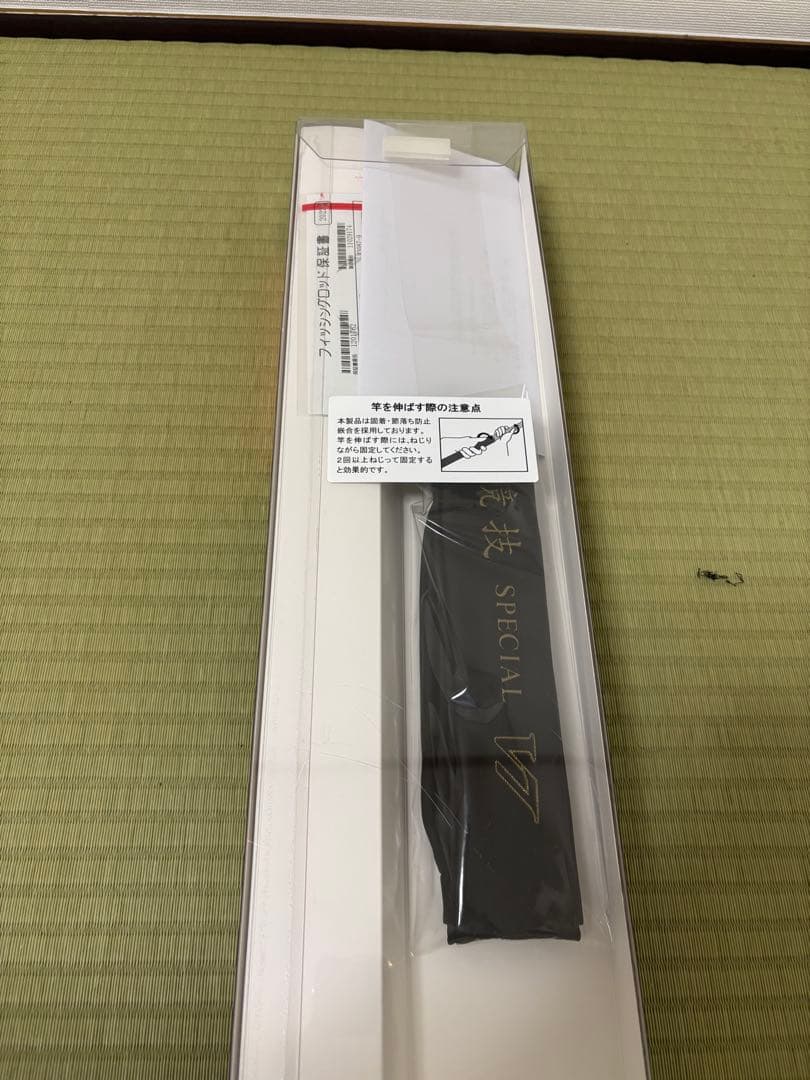 フィッシングロッド保証書
竿を伸ばす際の注意点
本製品は固着・節落ち防止
嵌合を採用しております。
竿を伸ばす際には、ねじり
ながら固定してください。
2回以上ねじって固定する
と効果的です。
競技 SPECIAL